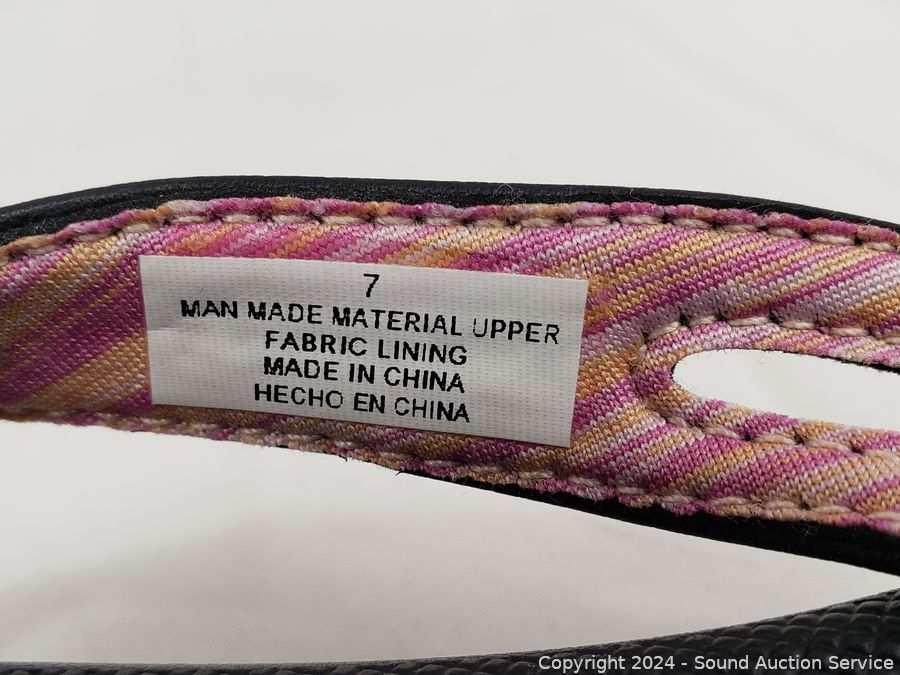 7
MAN MADE MATERIAL UPPER
FABRIC LINING
MADE IN CHINA
HECHO EN CHINA
Copyright 2024 - Sound Auction Service